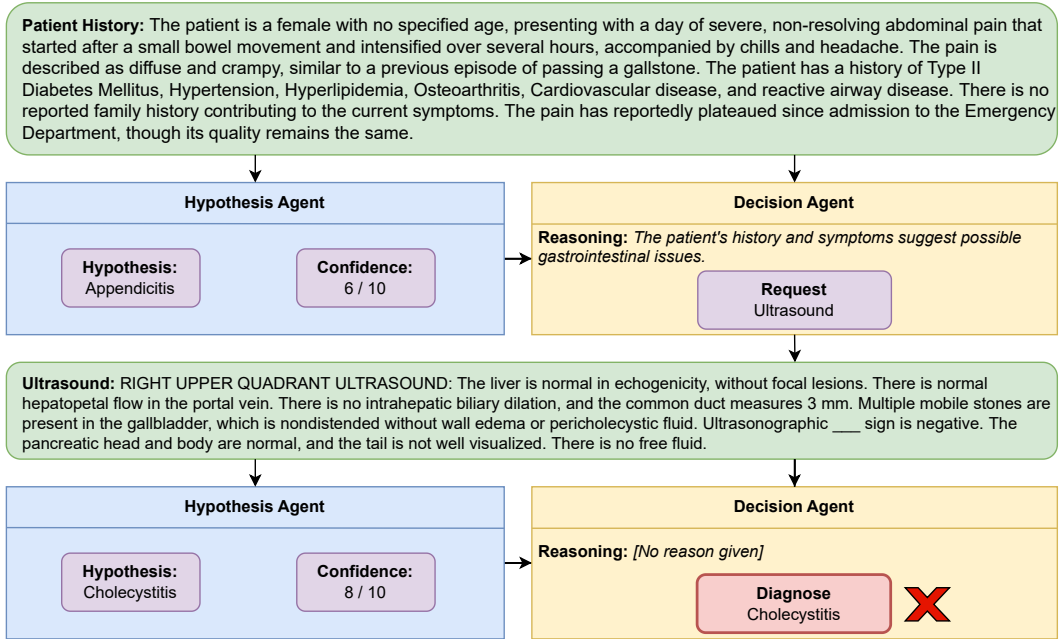 Patient History: The patient is a female with no specified age, presenting with a day of severe, non-resolving abdominal pain that
started after a small bowel movement and intensified over several hours, accompanied by chills and headache. The pain is
described as diffuse and crampy, similar to a previous episode of passing a gallstone. The patient has a history of Type II
Diabetes Mellitus, Hypertension, Hyperlipidemia, Osteoarthritis, Cardiovascular disease, and reactive airway disease. There is no
reported family history contributing to the current symptoms. The pain has reportedly plateaued since admission to the Emergency
Department, though its quality remains the same.
Hypothesis Agent
Hypothesis:
Appendicitis
Confidence:
6 / 10
Decision Agent
Reasoning: The patient's history and symptoms suggest possible
gastrointestinal issues.
Request
Ultrasound
Ultrasound: RIGHT UPPER QUADRANT ULTRASOUND: The liver is normal in echogenicity, without focal lesions. There is normal
hepatopetal flow in the portal vein. There is no intrahepatic biliary dilation, and the common duct measures 3 mm. Multiple mobile stones are
present in the gallbladder, which is nondistended without wall edema or pericholecystic fluid. Ultrasonographic ___ sign is negative. The
pancreatic head and body are normal, and the tail is not well visualized. There is no free fluid.
Hypothesis Agent
Hypothesis:
Cholecystitis
Confidence:
8 / 10
Decision Agent
Reasoning: [No reason given]
Diagnose
Cholecystitis